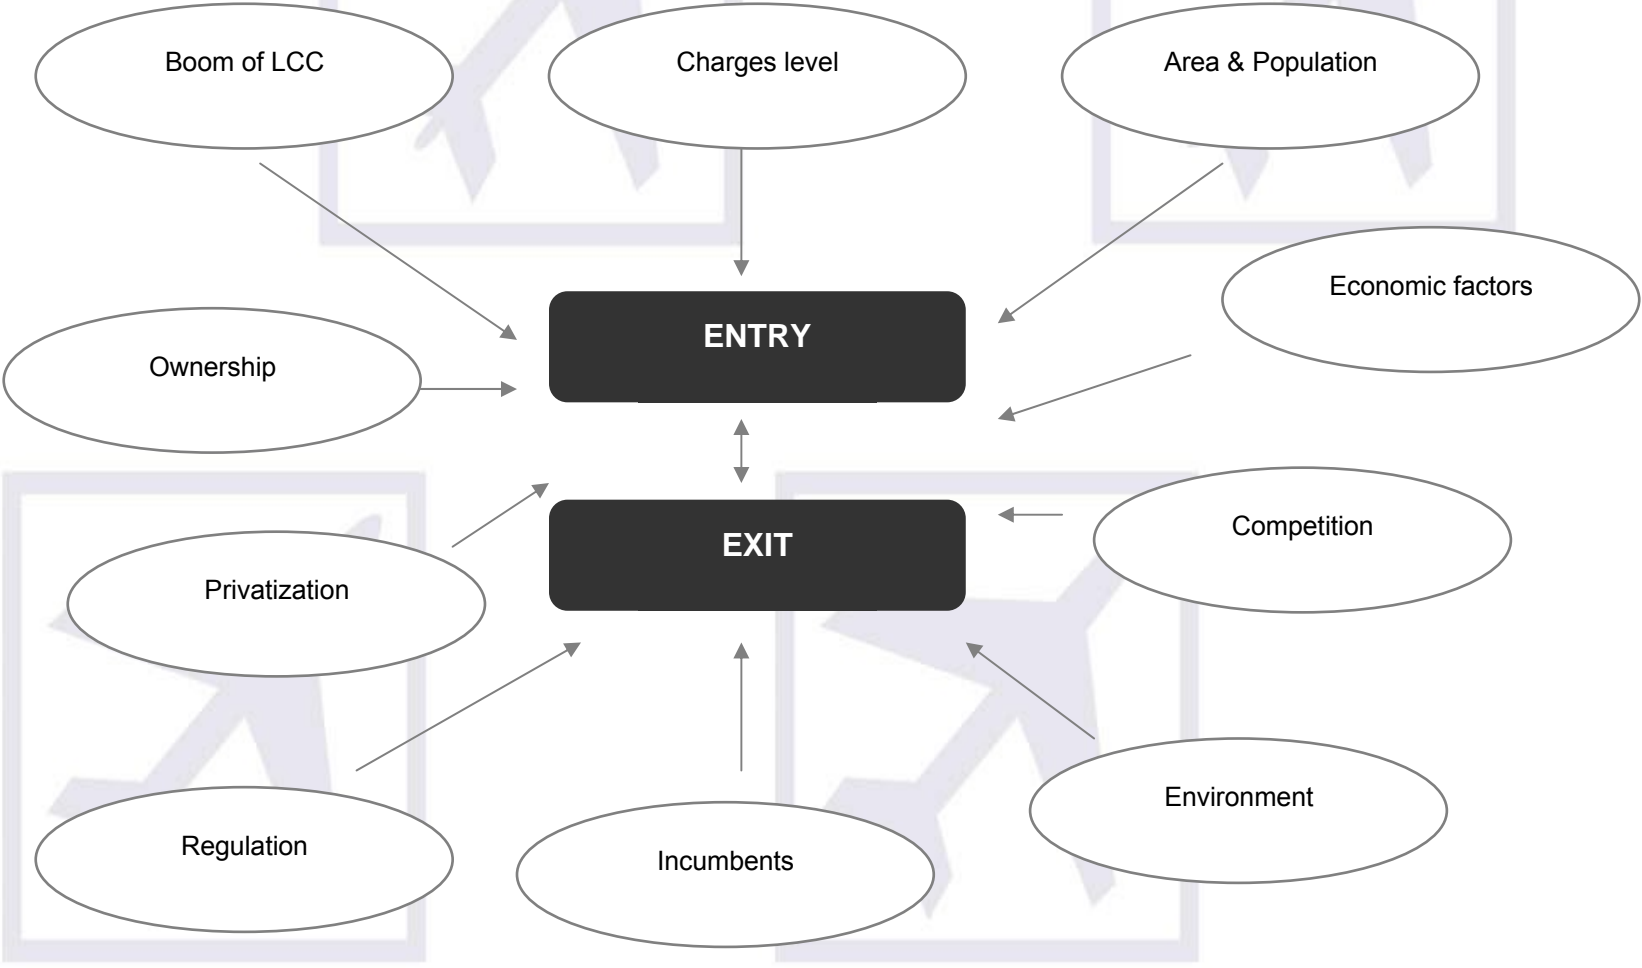 Boom of LCC
Charges level
Area & Population
Economic factors
ENTRY
Ownership
Competition
EXIT
Privatization
Environment
Regulation
Incumbents